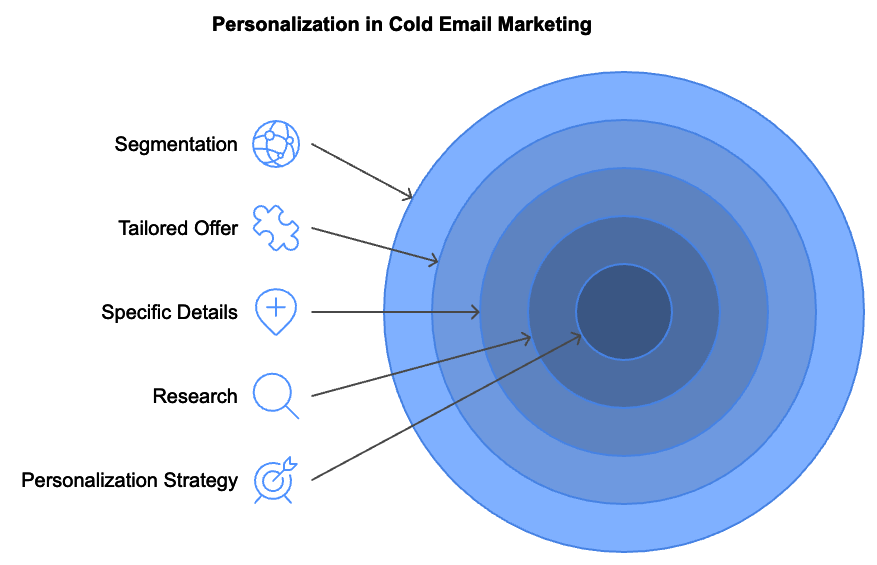 Personalization in Cold Email Marketing
Segmentation
Tailored Offer
Specific Details
Research
Personalization Strategy